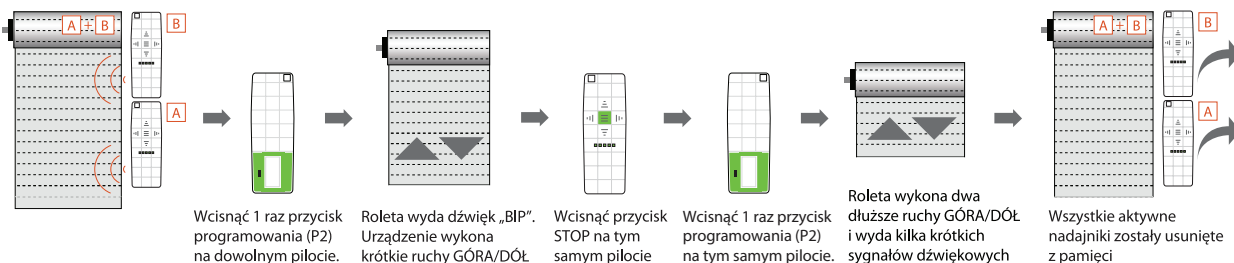 A + B
B
A
Wcisnąć 1 raz przycisk
programowania (P2)
na dowolnym pilocie.
Roleta wyda dźwięk „BIP”.
Urządzenie wykona
krótkie ruchy GÓRA/DÓŁ
Wcisnąć przycisk
STOP na tym
samym pilocie
Wcisnąć 1 raz przycisk
programowania (P2)
na tym samym pilocie.
Roleta wykona dwa
dłuższe ruchy GÓRA/DÓŁ
i wyda kilka krótkich
sygnałów dźwiękowych
A + B
B
A
Wszystkie aktywne
nadajniki zostały usunięte
z pamięci